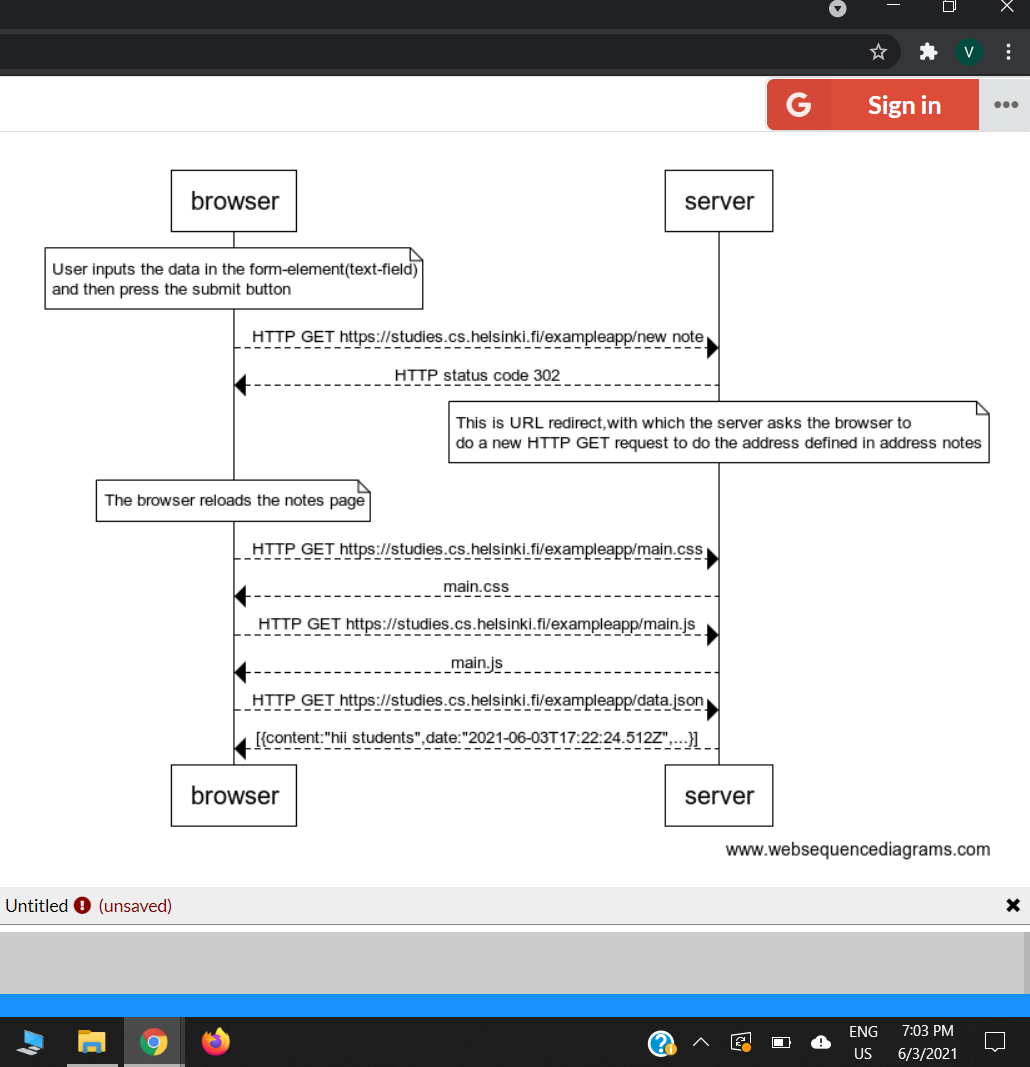 V
G Sign in
browser server
User inputs the data in the form-element(text-field)
and then press the submit button
HTTP GET https://studies.cs.helsinki.fi/exampleapp/new note
HTTP status code 302
This is URL redirect,with which the server asks the browser to
do a new HTTP GET request to do the address defined in address notes
The browser reloads the notes page
HTTP GET https://studies.cs.helsinki.fi/exampleapp/main.css
main.css
HTTP GET https://studies.cs.helsinki.fi/exampleapp/main.js
main.js
HTTP GET https://studies.cs.helsinki.fi/exampleapp/data.json
[{content:"hii students",date:"2021-06-03T17:22:24.512Z",...}]
browser server
www.websequencediagrams.com
Untitled (unsaved)
ENG 7:03 PM
US 6/3/2021